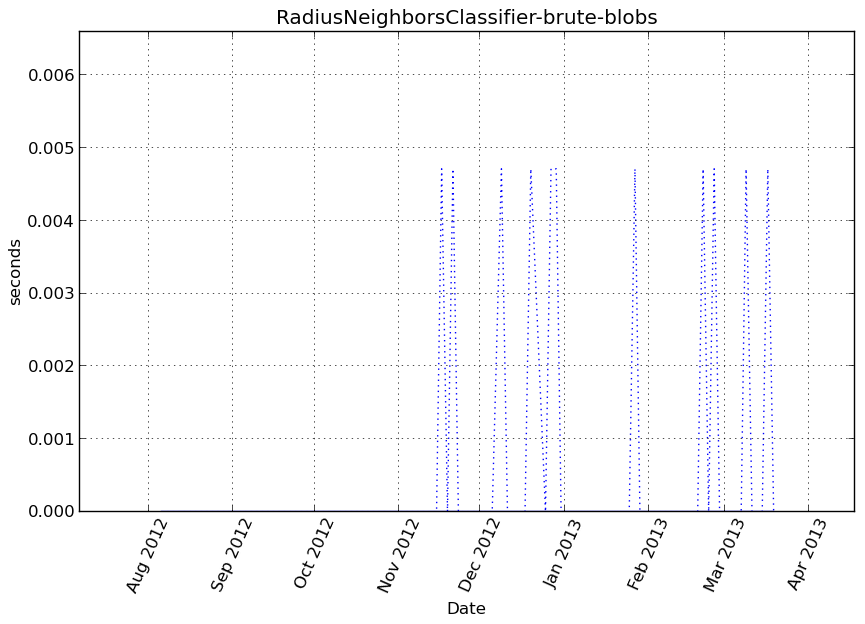 RadiusNeighborsClassifier-brute-blobs
0.006
0.005
0.004
0.003
0.002
0.001
0.000
seconds
Aug 2012
Sep 2012
Oct 2012
Nov 2012
Dec 2012
Jan 2013
Feb 2013
Mar 2013
Apr 2013
Date